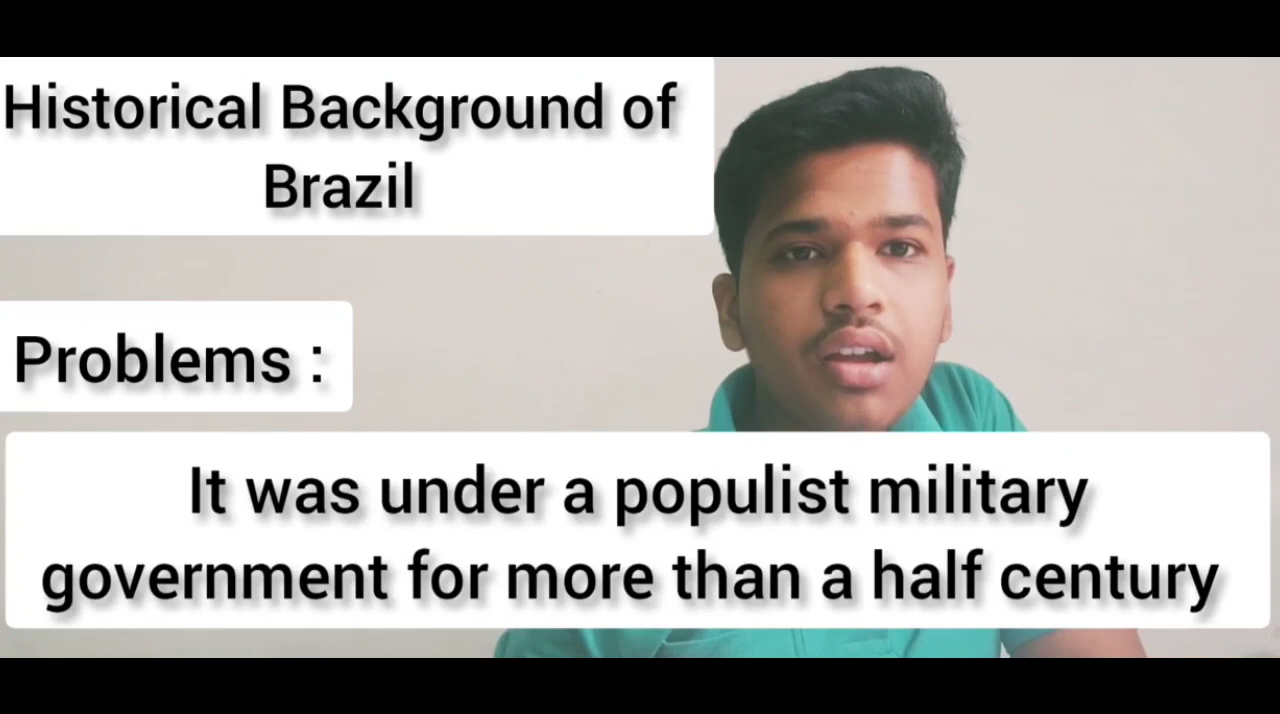 Historical Background of
Brazil
Problems :
It was under a populist military
government for more than a half century